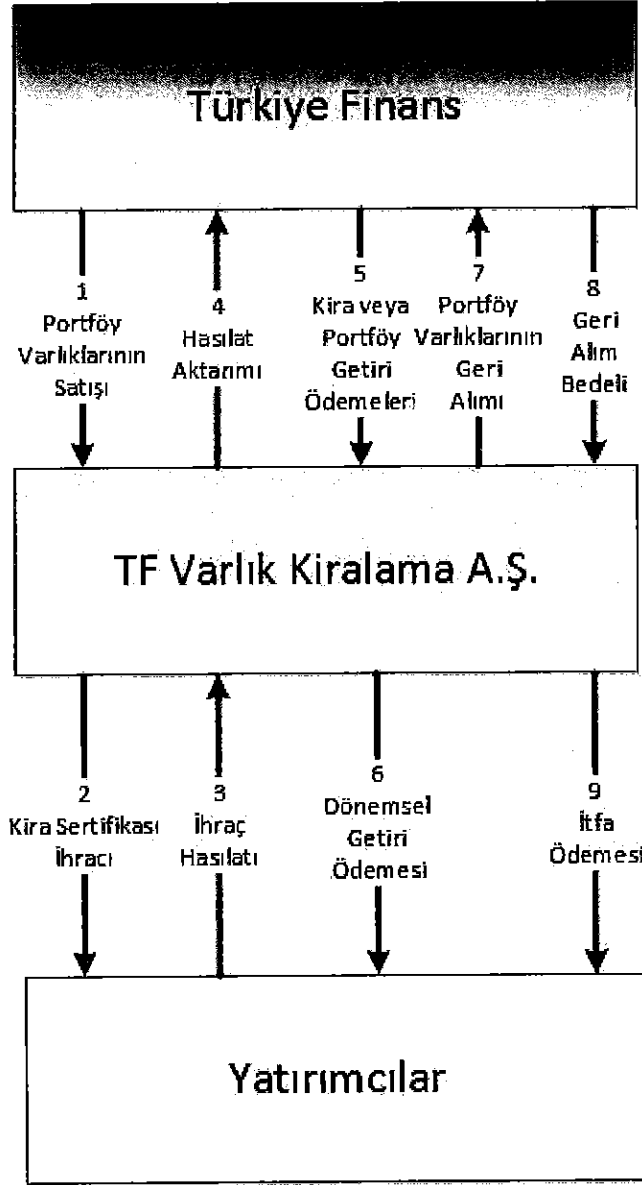 Türkiye Finans
1
Portföy
Varlıklarının
Satışı
4
Hasılat
Aktarımı
5
Kira veya
Portföy
Getiri
Ödemeleri
7
Portföy
Varlıklarının
Geri
Alımı
8
Geri
Alım
Bedeli
TF Varlık Kiralama A.Ş.
2
Kira Sertifikası
İhracı
3
İhraç
Hasılatı
6
Dönemsel
Getiri
Ödemesi
9
İtfa
Ödemesi
Yatırımcılar